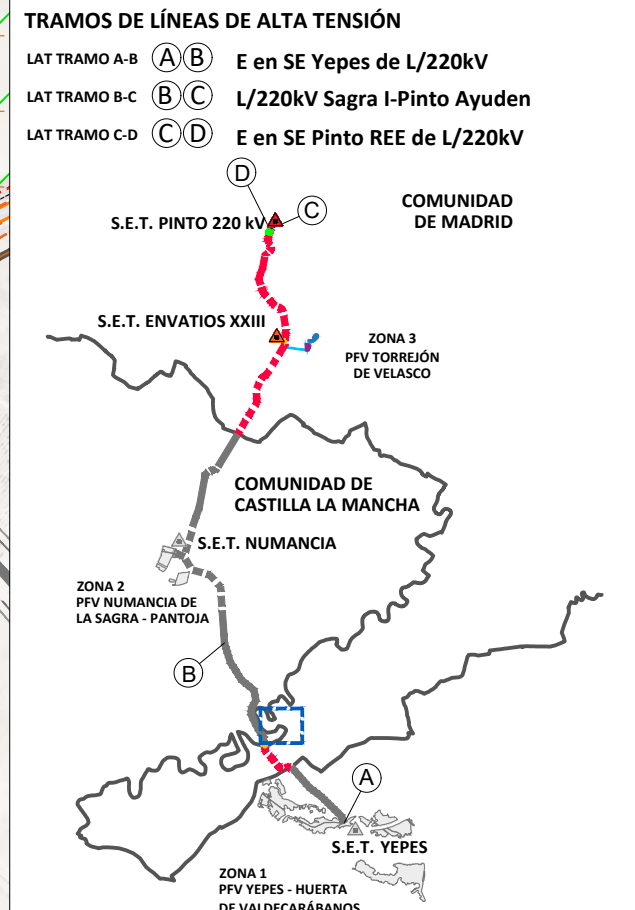 TRAMOS DE LÍNEAS DE ALTA TENSIÓN
LAT TRAMO A-B A B E en SE Yepes de L/220kV
LAT TRAMO B-C B C L/220kV Sagra I-Pinto Ayuden
LAT TRAMO C-D C D E en SE Pinto REE de L/220kV
D
C
S.E.T. PINTO 220 kV
COMUNIDAD
DE MADRID
S.E.T. ENVATIOS XXIII
ZONA 3
PFV TORREJÓN
DE VELASCO
COMUNIDAD DE
CASTILLA LA MANCHA
S.E.T. NUMANCIA
ZONA 2
PFV NUMANCIA DE
LA SAGRA - PANTOJA
B
A
S.E.T. YEPES
ZONA 1
PFV YEPES - HUERTA
DE VALDECARÁBANOS